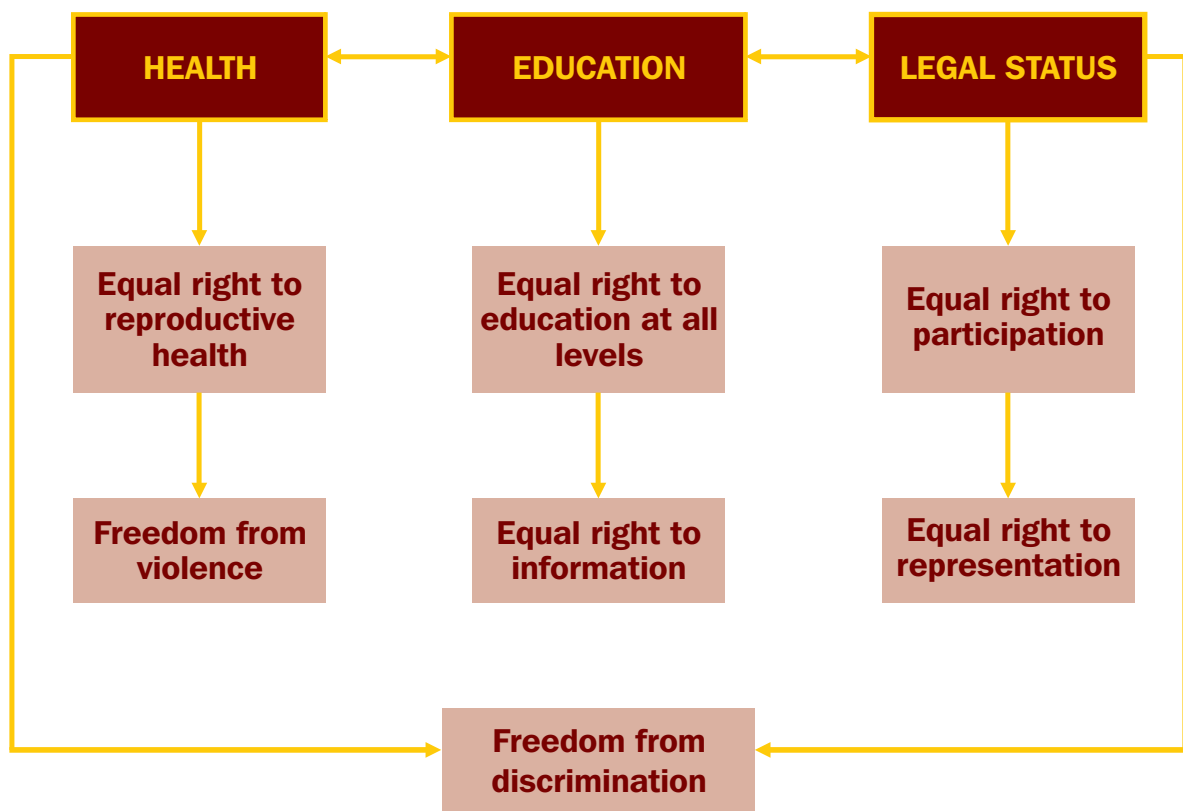 HEALTH
EDUCATION
LEGAL STATUS
Equal right to
reproductive
health
Equal right to
education at all
levels
Equal right to
participation
Freedom from
violence
Equal right to
information
Equal right to
representation
Freedom from
discrimination